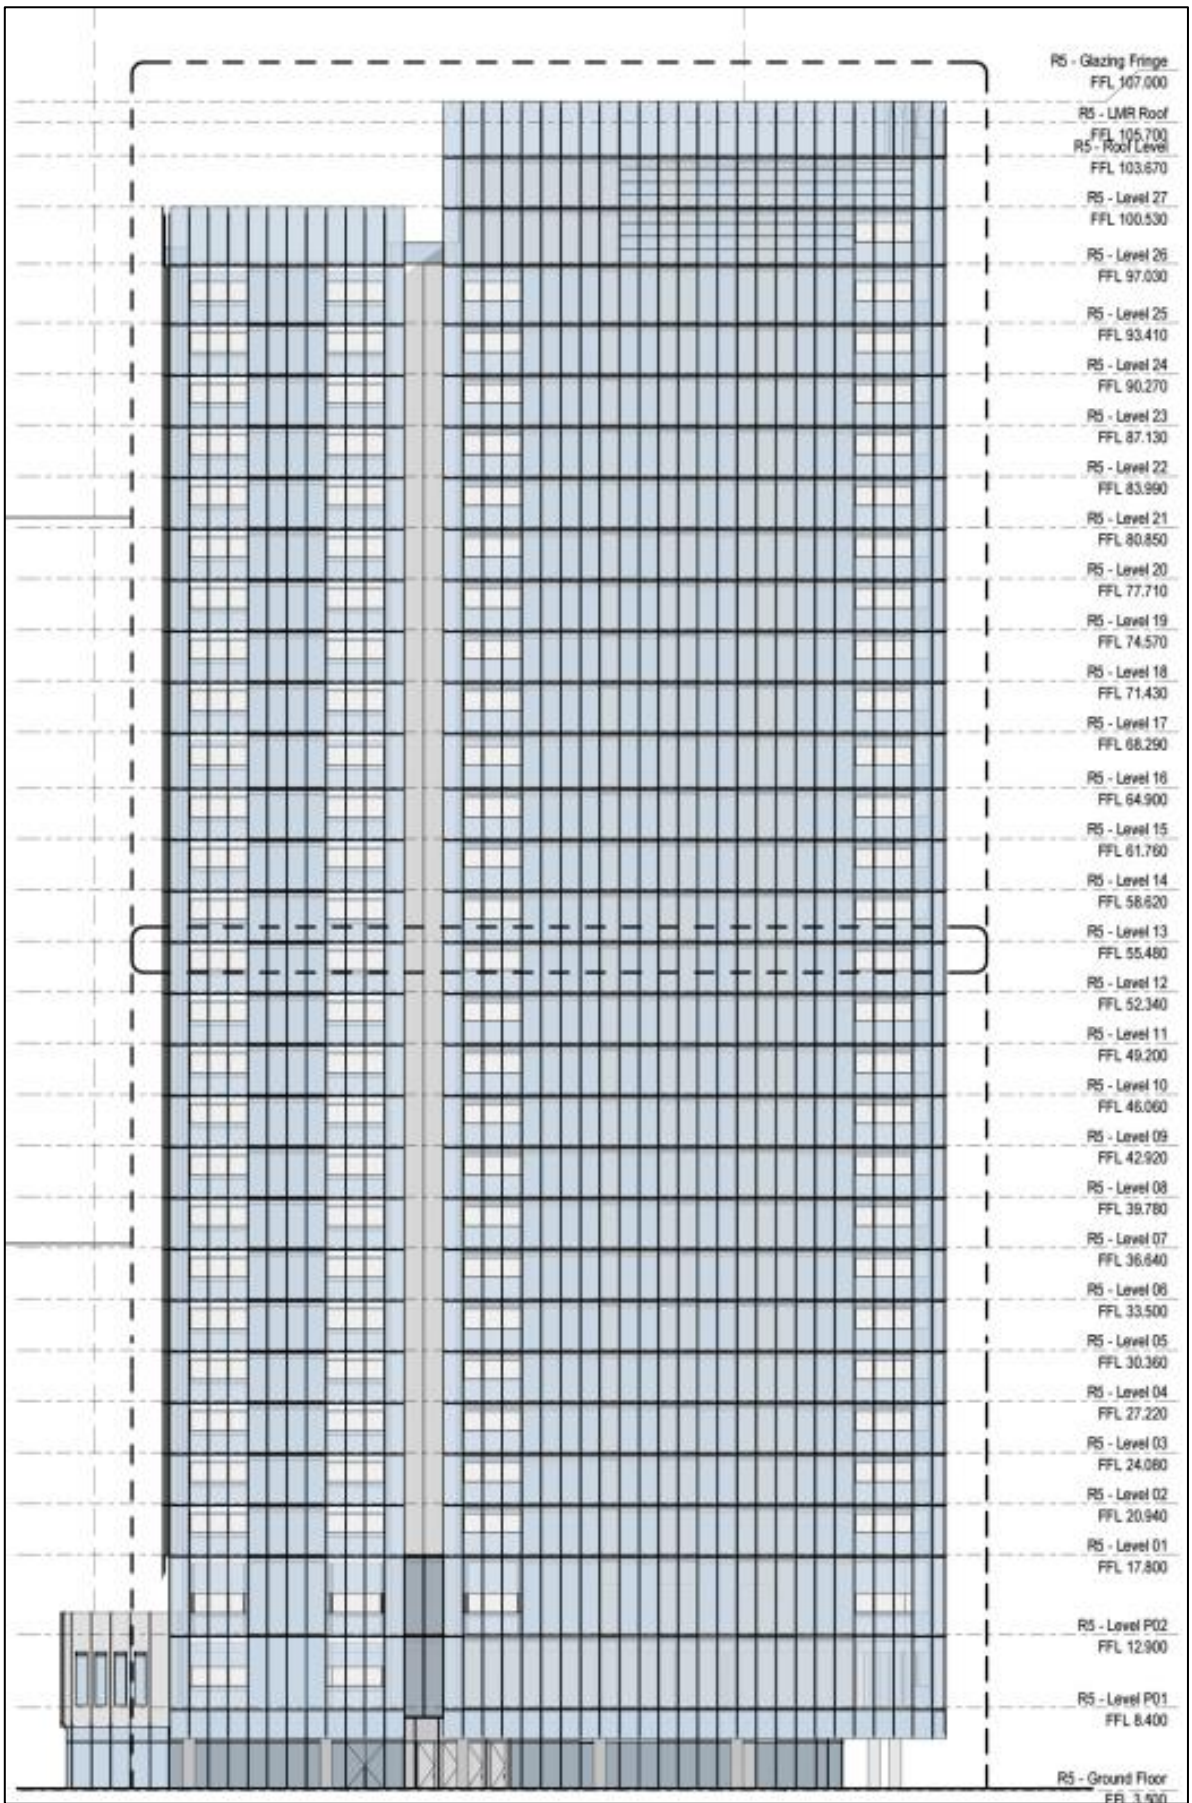 R5 - Glazing Fringe
FFL 107.000
R5 - LMR Roof
FFL 105.700
R5 - Roof Level
FFL 103.670
R5 - Level 27
FFL 100.530
R5 - Level 26
FFL 97.030
R5 - Level 25
FFL 93.410
R5 - Level 24
FFL 90.270
R5 - Level 23
FFL 87.130
R5 - Level 22
FFL 83.990
R5 - Level 21
FFL 80.850
R5 - Level 20
FFL 77.710
R5 - Level 19
FFL 74.570
R5 - Level 18
FFL 71.430
R5 - Level 17
FFL 68.290
R5 - Level 16
FFL 64.900
R5 - Level 15
FFL 61.760
R5 - Level 14
FFL 58.620
R5 - Level 13
FFL 55.480
R5 - Level 12
FFL 52.340
R5 - Level 11
FFL 49.200
R5 - Level 10
FFL 46.060
R5 - Level 09
FFL 42.920
R5 - Level 08
FFL 39.780
R5 - Level 07
FFL 36.640
R5 - Level 06
FFL 33.500
R5 - Level 05
FFL 30.360
R5 - Level 04
FFL 27.220
R5 - Level 03
FFL 24.080
R5 - Level 02
FFL 20.940
R5 - Level 01
FFL 17.800
R5 - Level P02
FFL 12.900
R5 - Level P01
FFL 8.400
R5 - Ground Floor
FFL 3.500